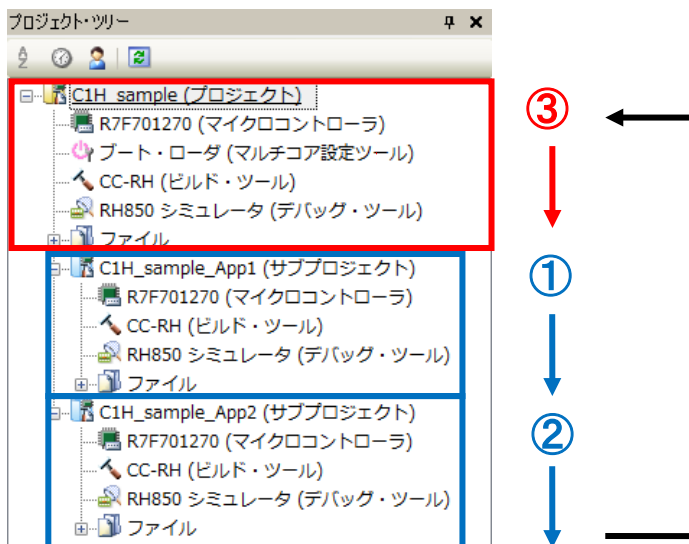 プロジェクト・ツリー
C1H_sample (プロジェクト)
R7F701270 (マイクロコントローラ)
ブート・ローダ (マルチコア設定ツール)
CC-RH (ビルド・ツール)
RH850 シミュレータ (デバッグ・ツール)
ファイル
③
C1H_sample_App1 (サブプロジェクト)
R7F701270 (マイクロコントローラ)
CC-RH (ビルド・ツール)
RH850 シミュレータ (デバッグ・ツール)
ファイル
①
C1H_sample_App2 (サブプロジェクト)
R7F701270 (マイクロコントローラ)
CC-RH (ビルド・ツール)
RH850 シミュレータ (デバッグ・ツール)
ファイル
②